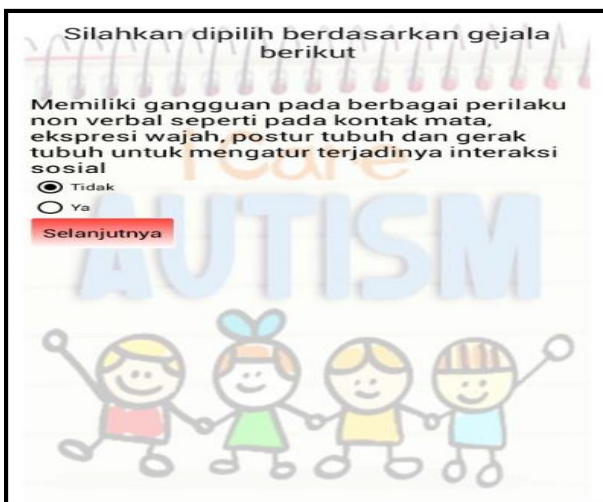 Silahkan dipilih berdasarkan gejala
berikut
Memiliki gangguan pada berbagai perilaku
non verbal seperti pada kontak mata,
ekspresi wajah, postur tubuh dan gerak
tubuh untuk mengatur terjadinya interaksi
sosial
Tidak
Ya
Selanjutnya
I Care
AUTISM